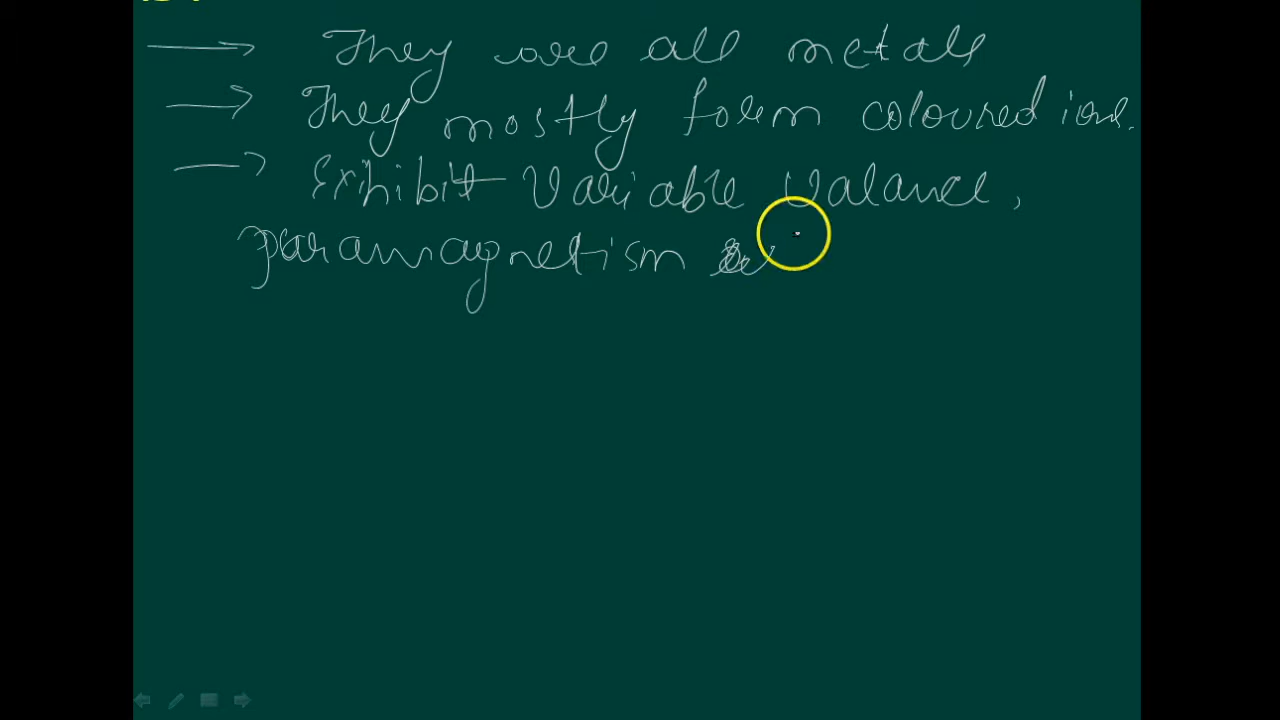 → They are all metals
→ They mostly form coloured ions.
→ Exhibit Variable Valance,
paramagnetism